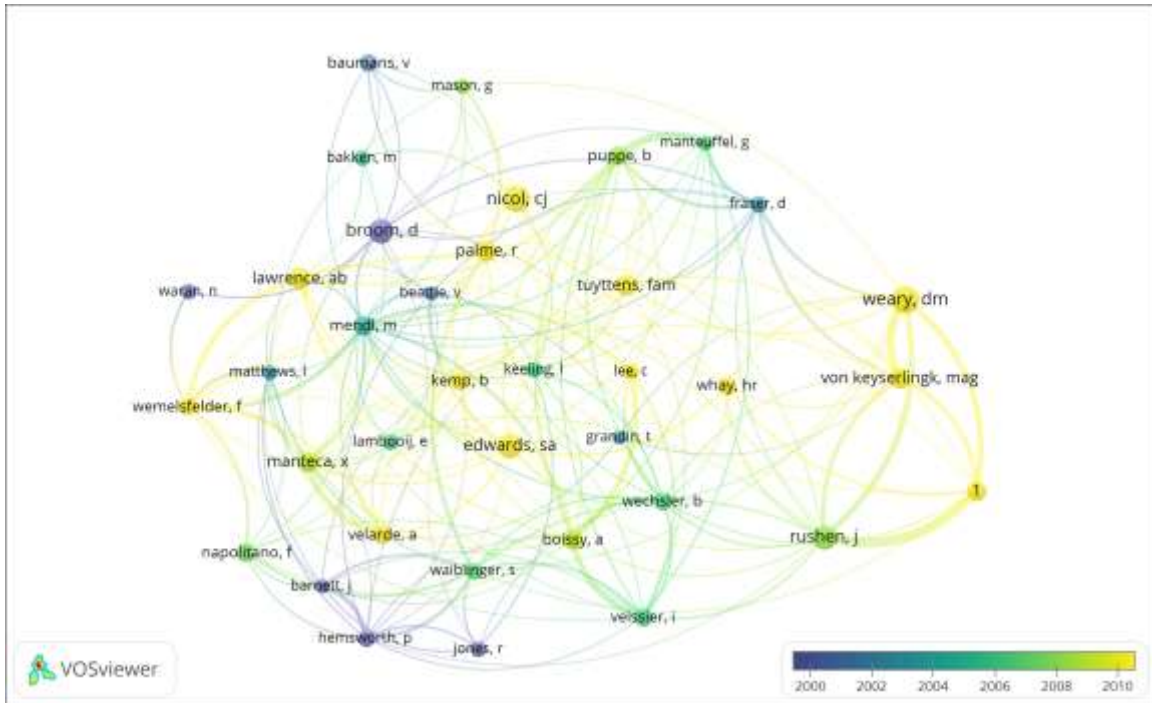 baumans, v
mason, g
manteuffel, g
bakken, m
puppe, b
nicol, cj
fraser, d
broom, d
palme, r
lawrence, ab
tuyttens, fam
waran, n
beattie, v
weary, dm
mendl, m
matthews, l
keeling, l
lee, c
kemp, b
whay, hr
von keyserlingk, mag
wemelsfelder, f
lambooij, e
grandin, t
edwards, sa
manteca, x
1
wechsler, b
velarde, a
boissy, a
rushen, j
napolitano, f
waiblinger, s
barnett, j
veissier, i
hemsworth, p
jones, r
VOSviewer
2000 2002 2004 2006 2008 2010